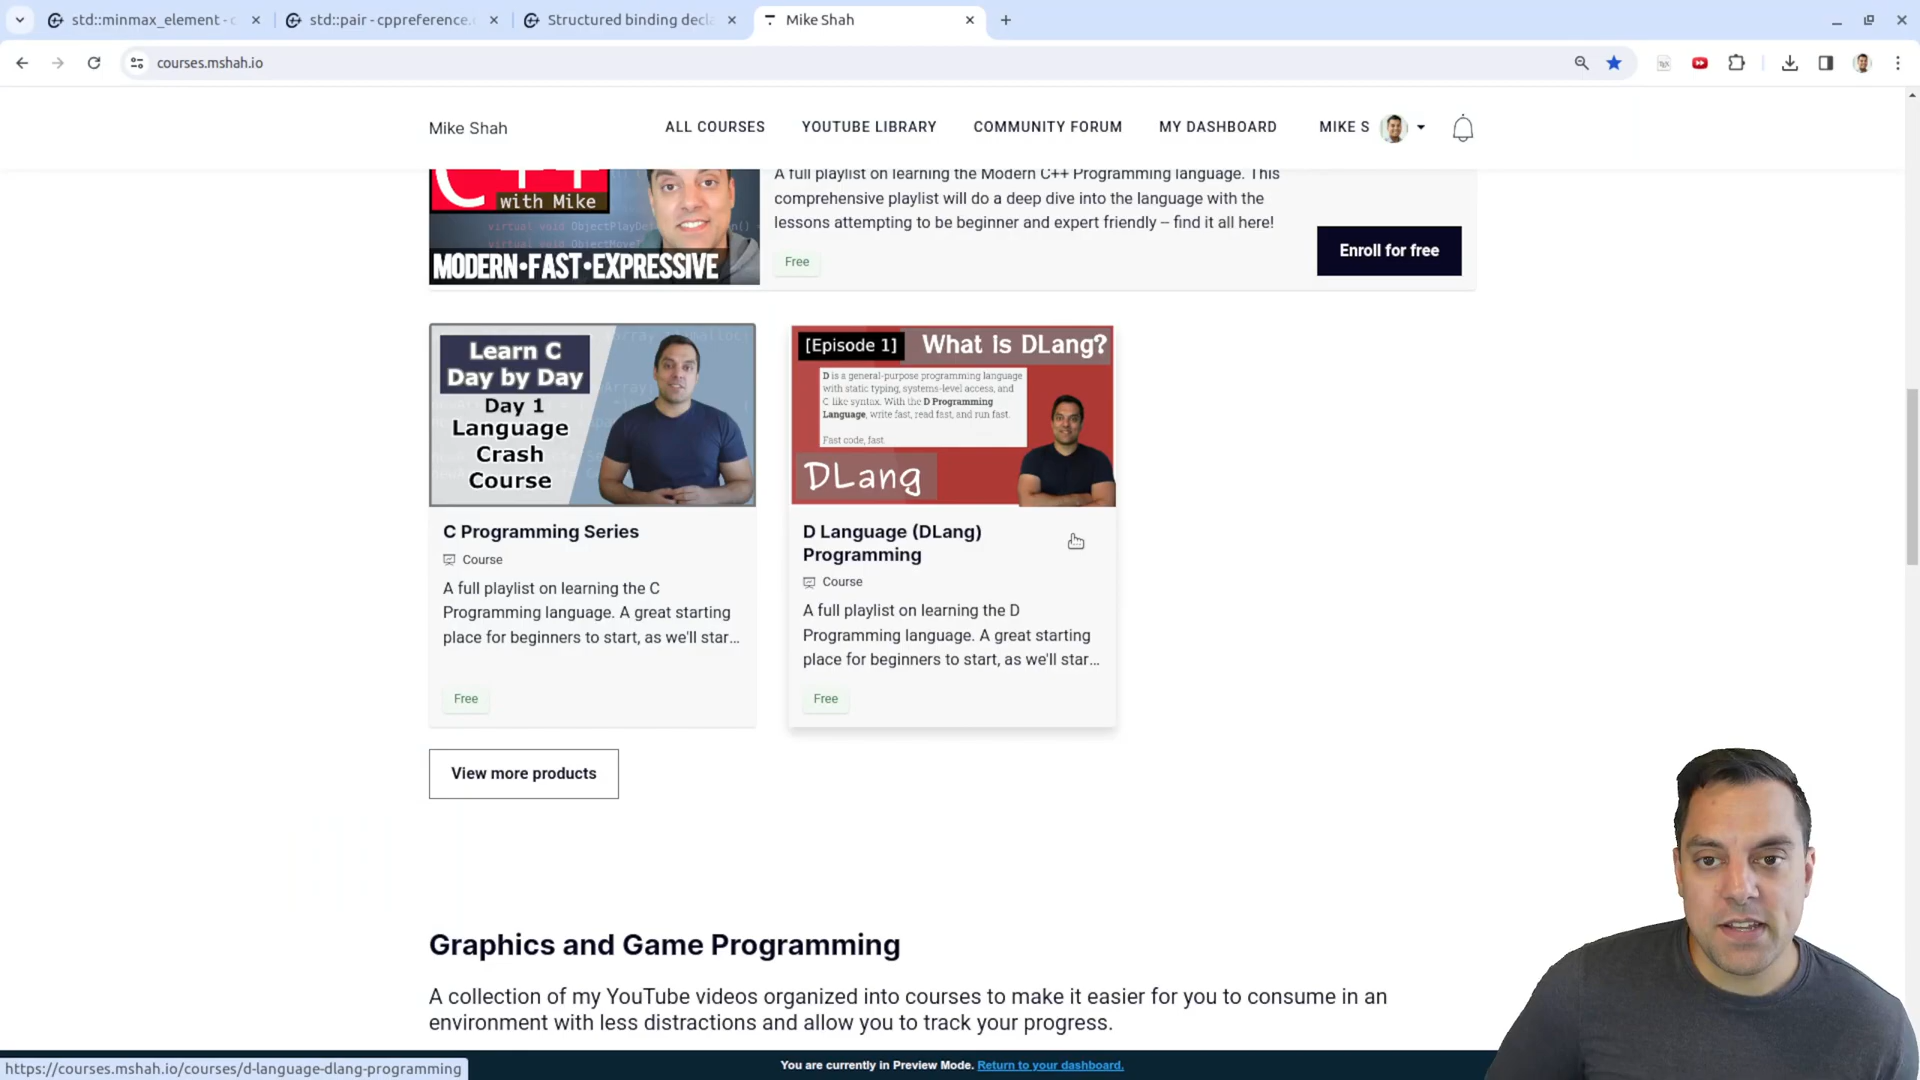 std::minmax_element - c
std::pair - cppreference.c
Structured binding decla
Mike Shah
courses.mshah.io
Mike Shah
ALL COURSES
YOUTUBE LIBRARY
COMMUNITY FORUM
MY DASHBOARD
MIKE S
C++
with Mike
MODERN•FAST•EXPRESSIVE
A full playlist on learning the Modern C++ Programming language. This
comprehensive playlist will do a deep dive into the language with the
lessons attempting to be beginner and expert friendly – find it all here!
Free
Enroll for free
Learn C
Day by Day
Day 1
Language
Crash
Course
C Programming Series
Course
A full playlist on learning the C
Programming language. A great starting
place for beginners to start, as we'll star...
Free
[Episode 1] What is DLang?
D is a general-purpose programming language
with static typing, systems-level access, and
C-like syntax. With the D Programming
Language, write fast, read fast, and run fast.
Fast code, fast.
DLang
D Language (DLang)
Programming
Course
A full playlist on learning the D
Programming language. A great starting
place for beginners to start, as we'll star...
Free
View more products
Graphics and Game Programming
A collection of my YouTube videos organized into courses to make it easier for you to consume in an
environment with less distractions and allow you to track your progress.
You are currently in Preview Mode. Return to your dashboard.
https://courses.mshah.io/courses/d-language-dlang-programming